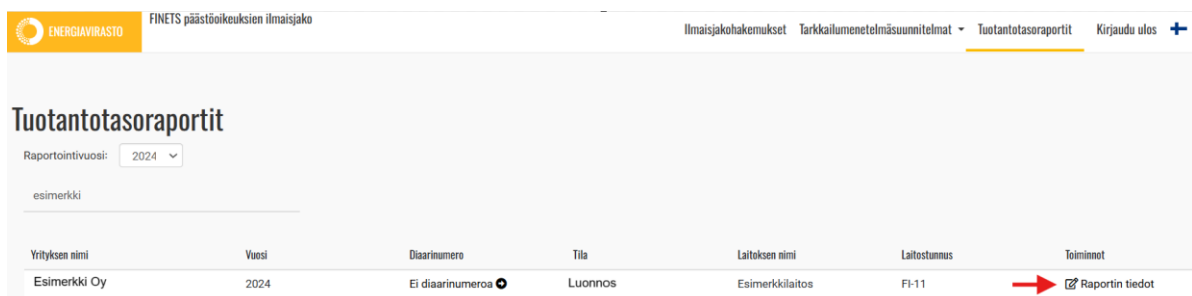 ENERGIAVIRASTO
FINETS päästöoikeuksien ilmaisjako
Ilmaisjakohakemukset Tarkkailumenetelmäsuunnitelmat Tuotantotasoraportit Kirjaudu ulos
Tuotantotasoraportit
Raportointivuosi: 2024
esimerkki
Yrityksen nimi Vuosi Diaarinumero Tila Laitoksen nimi Laitostunnus Toiminnot
Esimerkki Oy 2024 Ei diaarinumeroa Luonnos Esimerkkilaitos FI-11 Raportin tiedot